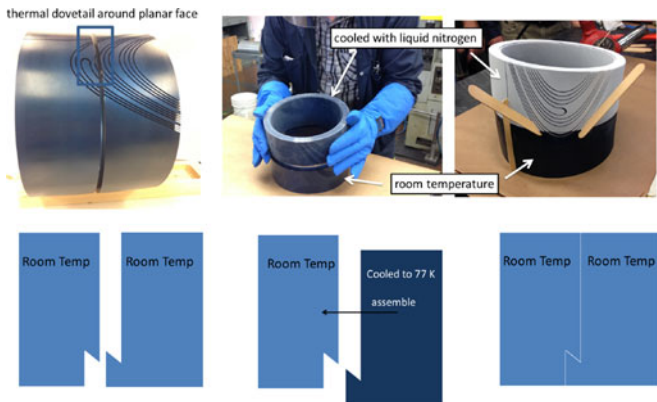 thermal dovetail around planar face
cooled with liquid nitrogen
room temperature
Room Temp
Room Temp
Room Temp
Cooled to 77 K
assemble
Room Temp
Room Temp